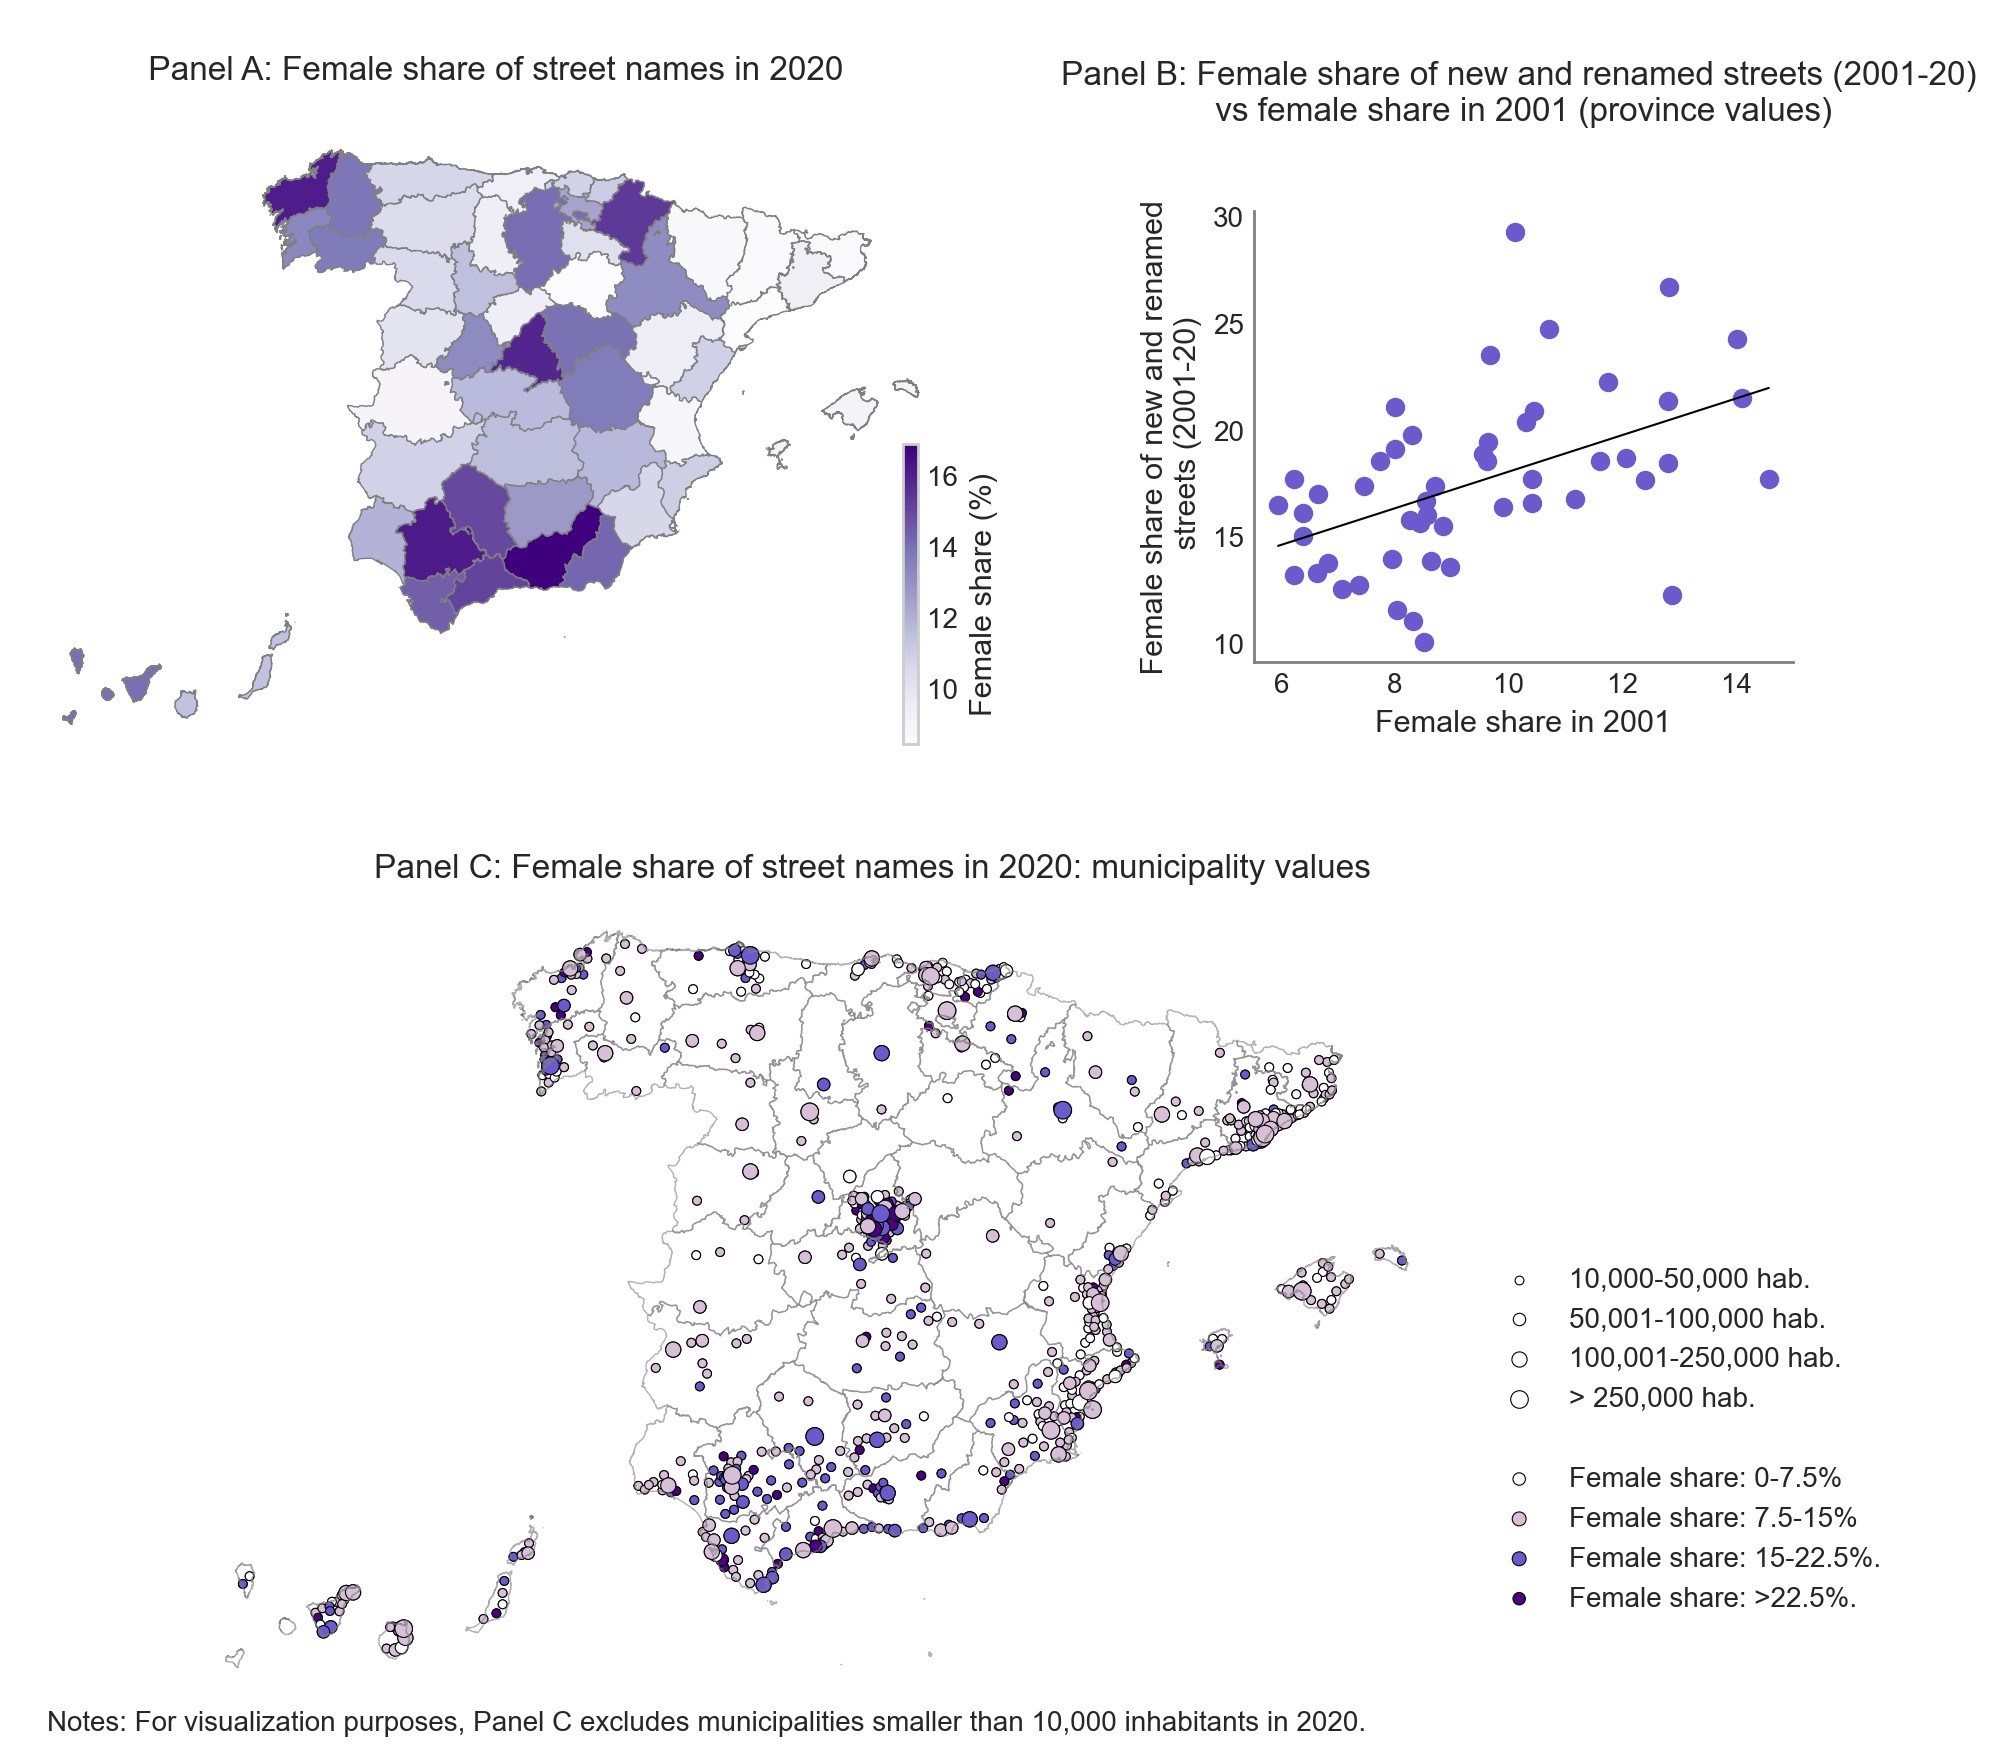 Panel A: Female share of street names in 2020
16
14
12
10
Female share (%)
Panel B: Female share of new and renamed streets (2001-20)
vs female share in 2001 (province values)
Female share of new and renamed
streets (2001-20)
30
25
20
15
10
6 8 10 12 14
Female share in 2001
Panel C: Female share of street names in 2020: municipality values
10,000-50,000 hab.
50,001-100,000 hab.
100,001-250,000 hab.
> 250,000 hab.
Female share: 0-7.5%
Female share: 7.5-15%
Female share: 15-22.5%.
Female share: >22.5%.
Notes: For visualization purposes, Panel C excludes municipalities smaller than 10,000 inhabitants in 2020.